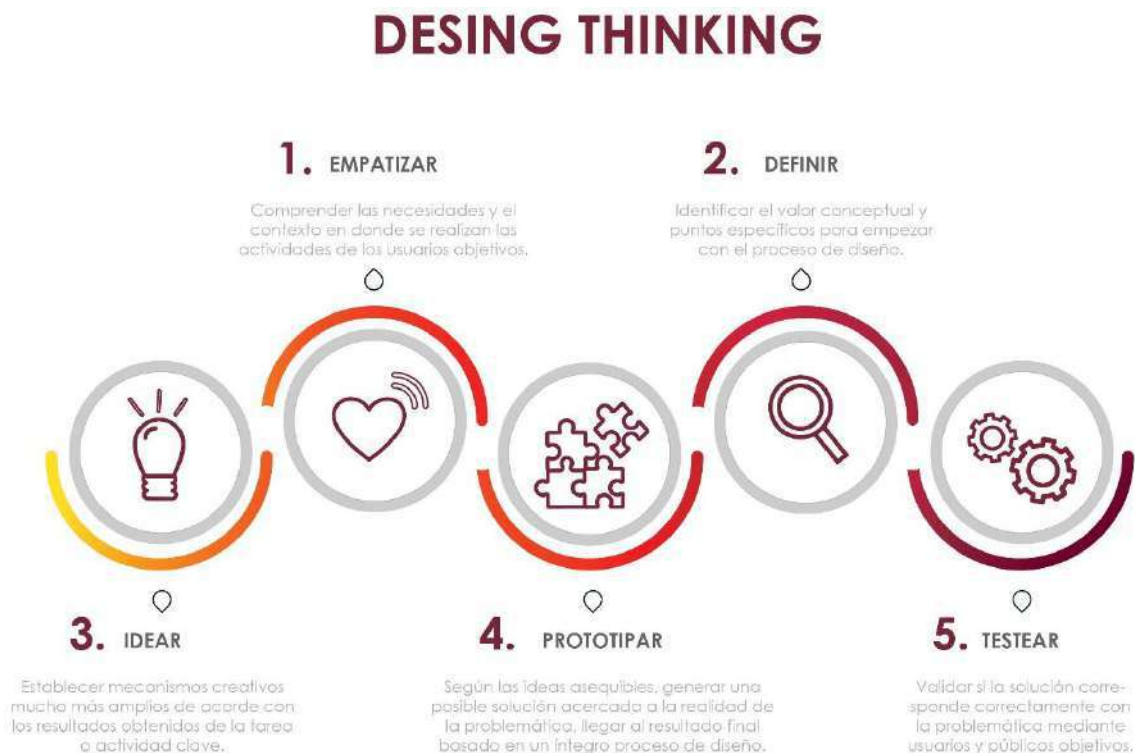 DESING THINKING
1. EMPATIZAR
Comprender las necesidades y el
contexto en donde se realizan las
actividades de los usuarios objetivos.
2. DEFINIR
Identificar el valor conceptual y
puntos específicos para empezar
con el proceso de diseño.
3. IDEAR
Establecer mecanismos creativos
mucho más amplios de acorde con
los resultados obtenidos de la tarea
o actividad clave.
4. PROTOTIPAR
Según las ideas asequibles, generar una
posible solución acercada a la realidad de
la problemática, llegar al resultado final
basado en un íntegro proceso de diseño.
5. TESTEAR
Validar si la solución corre-
sponde correctamente con
la problemática mediante
usuarios y públicos objetivos.